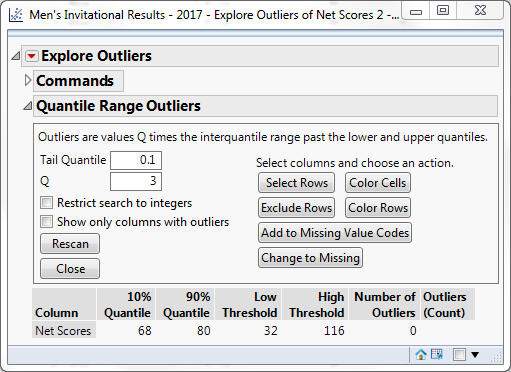 Men's Invitational Results - 2017 - Explore Outliers of Net Scores 2 -...
Explore Outliers
Commands
Quantile Range Outliers
Outliers are values Q times the interquantile range past the lower and upper quantiles.
Tail Quantile 0.1
Q 3
Restrict search to integers
Show only columns with outliers
Rescan
Close
Select columns and choose an action.
Select Rows Color Cells
Exclude Rows Color Rows
Add to Missing Value Codes
Change to Missing
10% 90% Low High Number of Outliers
Column Quantile Quantile Threshold Threshold Outliers (Count)
Net Scores 68 80 32 116 0